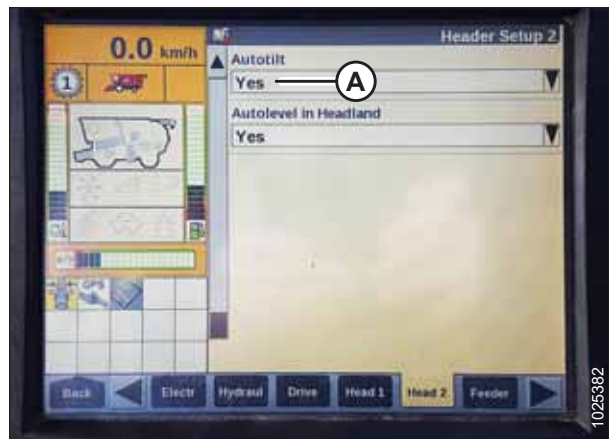 Header Setup 2
0.0 km/h
1
Autotilt
Yes
A
Autolevel in Headland
Yes
Back
Electr
Hydraul
Drive
Head 1
Head 2
Feeder
1025382